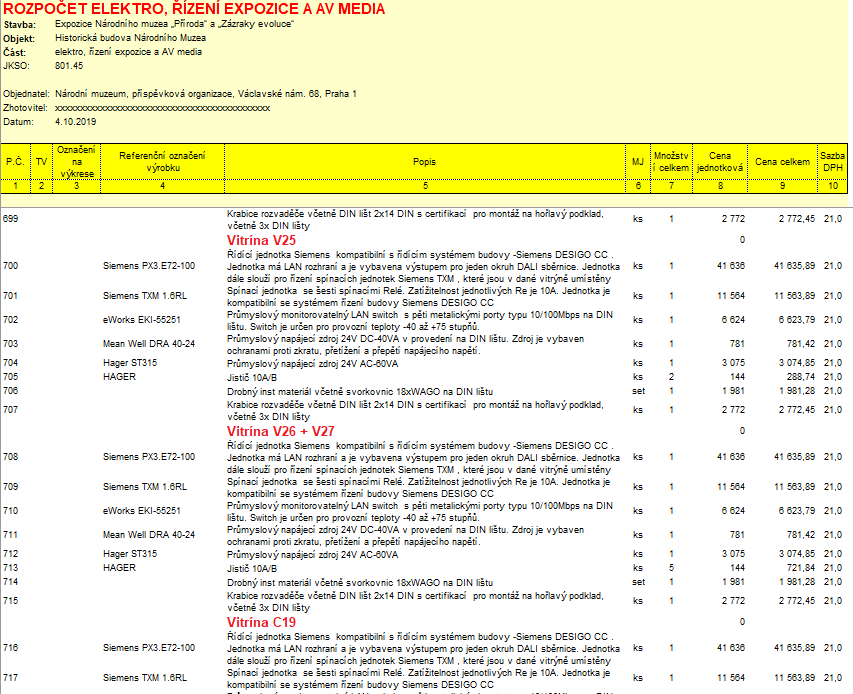 ROZPOČET ELEKTRO, ŘÍZENÍ EXPOZICE A AV MEDIA
Stavba: Expozice Národního muzea „Příroda“ a „Zázraky evoluce“
Objekt: Historická budova Národního Muzea
Část: elektro, řízení expozice a AV media
JKSO: 801.45
Objednatel: Národní muzeum, příspěvková organizace, Václavské nám. 68, Praha 1
Zhotovitel: xxxxxxxxxxxxxxxxxxxxxxxxxxxxxxxxxxxxxxxxxxx
Datum: 4.10.2019
P.Č. TV Označení na výkrese Referenční označení výrobku Popis MJ Množství celkem Cena jednotková Cena celkem Sazba DPH
1 2 3 4 5 6 7 8 9 10
699 Krabice rozvaděče včetně DIN lišt 2x14 DIN s certifikací pro montáž na hořlavý podklad, ks 1 2 772 2 772,45 21,0
včetně 3x DIN lišty
Vitrína V25 0
Řídící jednotka Siemens kompatibilní s řídícím systémem budovy -Siemens DESIGO CC .
700 Siemens PX3.E72-100 Jednotka má LAN rozhraní a je vybavena výstupem pro jeden okruh DALI sběrnice. Jednotka ks 1 41 636 41 635,89 21,0
dále slouží pro řízení spínacích jednotek Siemens TXM , které jsou v dané vitrýně umístěny
701 Siemens TXM 1.6RL Spínací jednotka se šesti spínacími Relé. Zatížitelnost jednotlivých Re je 10A. Jednotka je ks 1 11 564 11 563,89 21,0
kompatibilní se systémem řízení budovy Siemens DESIGO CC
702 eWorks EKI-55251 Průmyslový monitorovatelný LAN switch s pěti metalickými porty typu 10/100Mbps na DIN ks 1 6 624 6 623,79 21,0
lištu. Switch je určen pro provozní teploty -40 až +75 stupňů.
703 Mean Well DRA 40-24 Průmyslový napájecí zdroj 24V DC-40VA v provedení na DIN lištu. Zdroj je vybaven ks 1 781 781,42 21,0
ochranami proti zkratu, přetížení a přepětí napájecího napětí.
704 Hager ST315 Průmyslový napájecí zdroj 24V AC-60VA ks 1 3 075 3 074,85 21,0
705 HAGER Jistič 10A/B ks 2 144 288,74 21,0
706 Drobný inst materiál včetně svorkovnic 18xWAGO na DIN lištu set 1 1 981 1 981,28 21,0
707 Krabice rozvaděče včetně DIN lišt 2x14 DIN s certifikací pro montáž na hořlavý podklad, ks 1 2 772 2 772,45 21,0
včetně 3x DIN lišty
Vitrína V26 + V27 0
Řídící jednotka Siemens kompatibilní s řídícím systémem budovy -Siemens DESIGO CC .
708 Siemens PX3.E72-100 Jednotka má LAN rozhraní a je vybavena výstupem pro jeden okruh DALI sběrnice. Jednotka ks 1 41 636 41 635,89 21,0
dále slouží pro řízení spínacích jednotek Siemens TXM , které jsou v dané vitrýně umístěny
709 Siemens TXM 1.6RL Spínací jednotka se šesti spínacími Relé. Zatížitelnost jednotlivých Re je 10A. Jednotka je ks 1 11 564 11 563,89 21,0
kompatibilní se systémem řízení budovy Siemens DESIGO CC
710 eWorks EKI-55251 Průmyslový monitorovatelný LAN switch s pěti metalickými porty typu 10/100Mbps na DIN ks 1 6 624 6 623,79 21,0
lištu. Switch je určen pro provozní teploty -40 až +75 stupňů.
711 Mean Well DRA 40-24 Průmyslový napájecí zdroj 24V DC-40VA v provedení na DIN lištu. Zdroj je vybaven ks 1 781 781,42 21,0
ochranami proti zkratu, přetížení a přepětí napájecího napětí.
712 Hager ST315 Průmyslový napájecí zdroj 24V AC-60VA ks 1 3 075 3 074,85 21,0
713 HAGER Jistič 10A/B ks 5 144 721,84 21,0
714 Drobný inst materiál včetně svorkovnic 18xWAGO na DIN lištu set 1 1 981 1 981,28 21,0
715 Krabice rozvaděče včetně DIN lišt 2x14 DIN s certifikací pro montáž na hořlavý podklad, ks 1 2 772 2 772,45 21,0
včetně 3x DIN lišty
Vitrína C19 0
Řídící jednotka Siemens kompatibilní s řídícím systémem budovy -Siemens DESIGO CC .
716 Siemens PX3.E72-100 Jednotka má LAN rozhraní a je vybavena výstupem pro jeden okruh DALI sběrnice. Jednotka ks 1 41 636 41 635,89 21,0
dále slouží pro řízení spínacích jednotek Siemens TXM , které jsou v dané vitrýně umístěny
717 Siemens TXM 1.6RL Spínací jednotka se šesti spínacími Relé. Zatížitelnost jednotlivých Re je 10A. Jednotka je ks 1 11 564 11 563,89 21,0
kompatibilní se systémem řízení budovy Siemens DESIGO CC